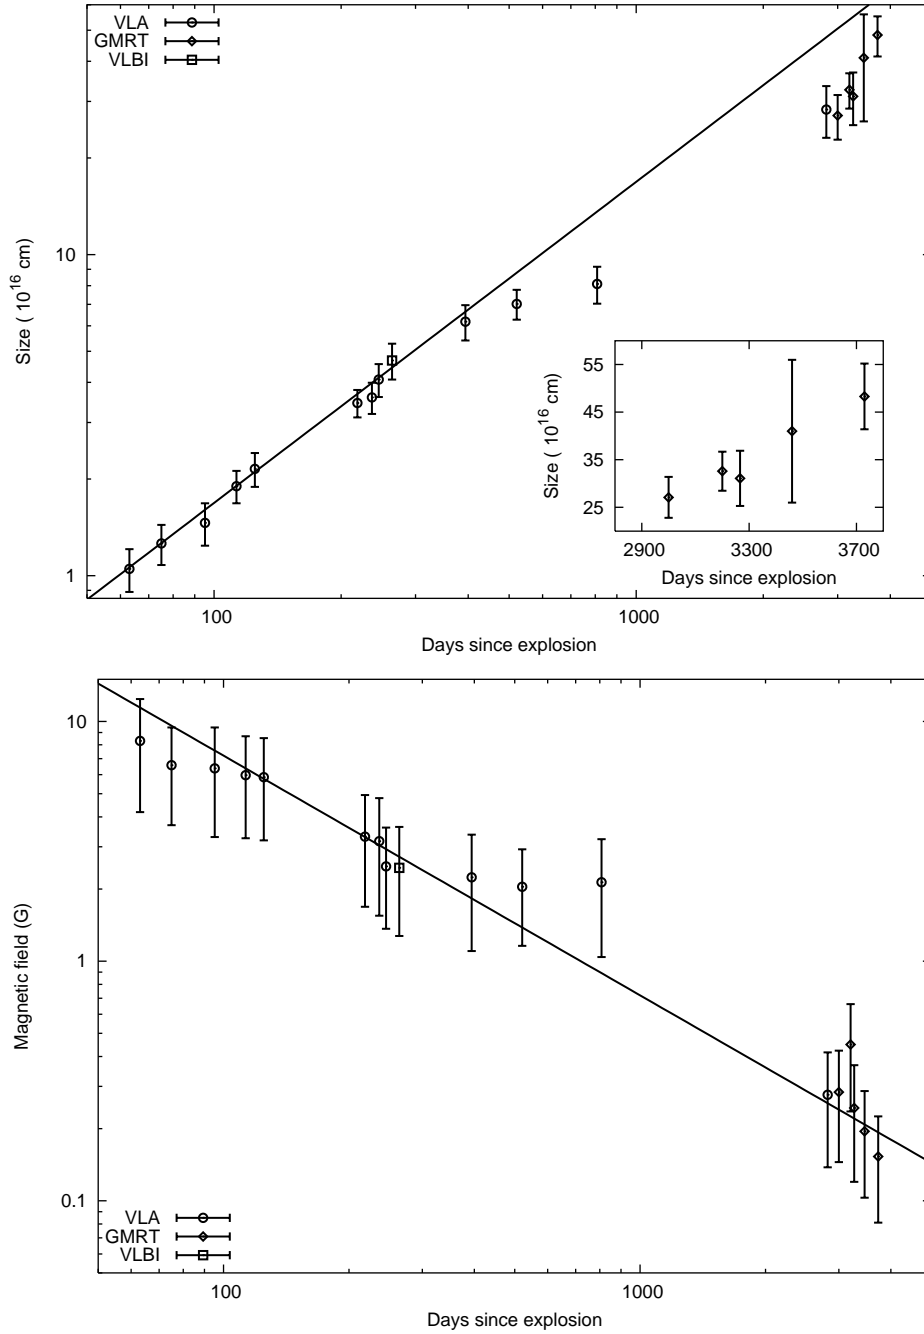 VLA
GMRT
VLBI
10
1
Size ( 10^16 cm)
100
1000
Days since explosion
55
45
35
25
Size ( 10^16 cm)
2900
3300
3700
Days since explosion
10
1
0.1
Magnetic field (G)
VLA
GMRT
VLBI
100
1000
Days since explosion